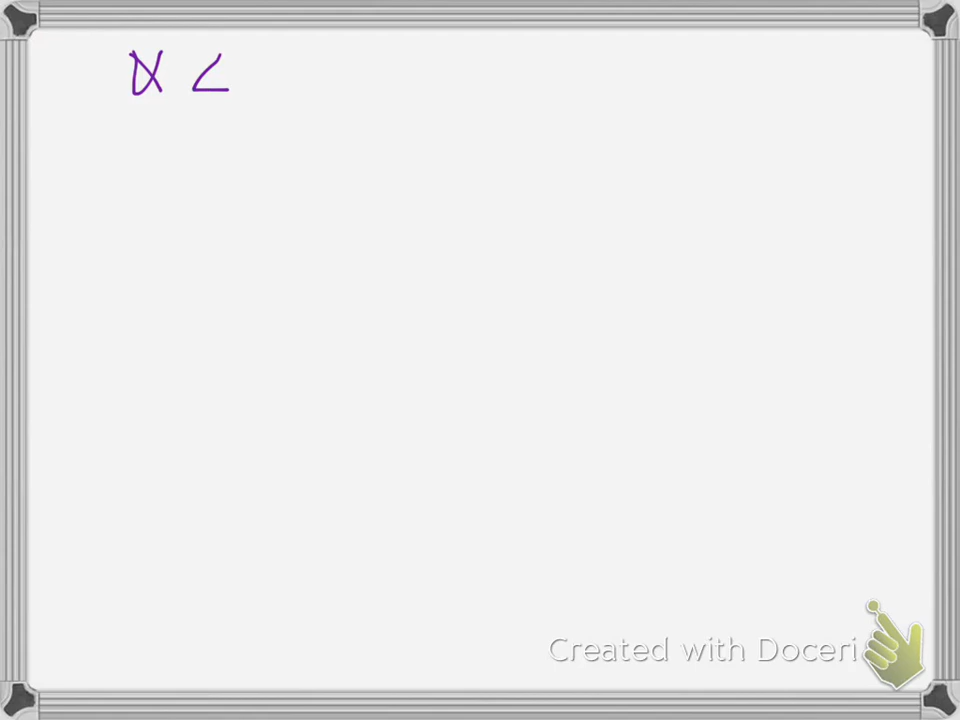 α ∠
Created with Doceri